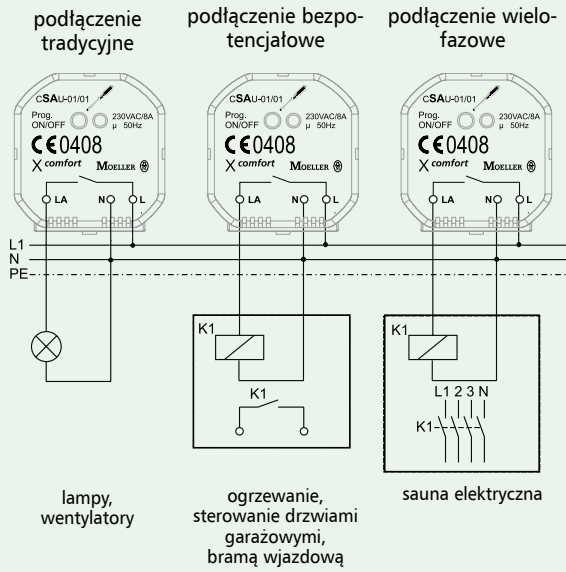 podłączenie
tradycyjne
podłączenie bezpo-
tencjałowe
podłączenie wielo-
fazowe
CSAU-01/01
Prog.
ON/OFF
230VAC/8A
µ 50Hz
CE0408
X comfort MOELLER
LA N L
CSAU-01/01
Prog.
ON/OFF
230VAC/8A
µ 50Hz
CE0408
X comfort MOELLER
LA N L
CSAU-01/01
Prog.
ON/OFF
230VAC/8A
µ 50Hz
CE0408
X comfort MOELLER
LA N L
L1
N
PE
K1
K1
K1
L1 2 3 N
K1
lampy,
wentylatory
ogrzewanie,
sterowanie drzwiami
garażowymi,
bramą wjazdową
sauna elektryczna